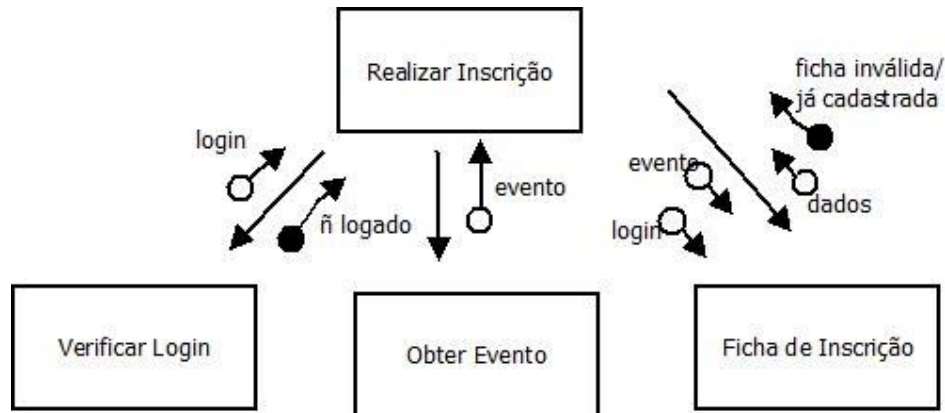 Realizar Inscrição
ficha inválida/
já cadastrada
login
evento
evento
dados
ñ logado
login
Verificar Login
Obter Evento
Ficha de Inscrição